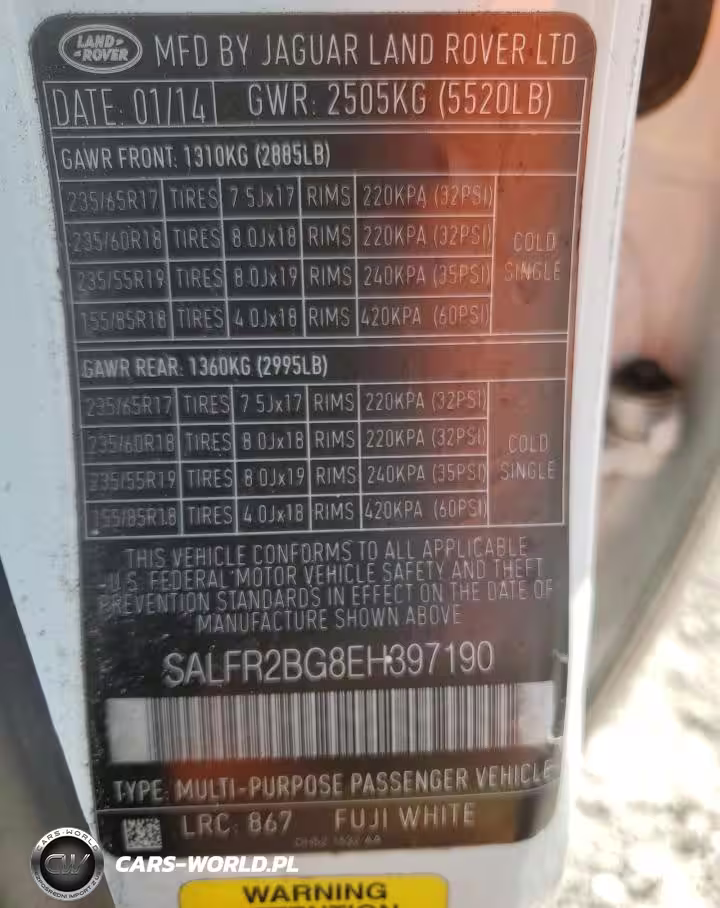 LAND-
-ROVER
MFD BY JAGUAR LAND ROVER LTD
DATE: 01/14 GWR: 2505KG (5520LB)
GAWR FRONT: 1310KG (2885LB)
235/65R17 TIRES 7.5Jx17 RIMS 220KPA (32PSI)
235/60R18 TIRES 8.0Jx18 RIMS 220KPA (32PSI)
235/55R19 TIRES 8.0Jx19 RIMS 240KPA (35PSI)
155/85R18 TIRES 4.0Jx18 RIMS 420KPA (60PSI)
COLD
SINGLE
GAWR REAR: 1360KG (2995LB)
235/65R17 TIRES 7.5Jx17 RIMS 220KPA (32PSI)
235/60R18 TIRES 8.0Jx18 RIMS 220KPA (32PSI)
235/55R19 TIRES 8.0Jx19 RIMS 240KPA (35PSI)
155/85R18 TIRES 4.0Jx18 RIMS 420KPA (60PSI)
COLD
SINGLE
THIS VEHICLE CONFORMS TO ALL APPLICABLE
U.S. FEDERAL MOTOR VEHICLE SAFETY AND THEFT
PREVENTION STANDARDS IN EFFECT ON THE DATE OF
MANUFACTURE SHOWN ABOVE
SALFR2BG8EH397190
TYPE: MULTI-PURPOSE PASSENGER VEHICLE
LRC: 867 FUJI WHITE
CARS-WORLD
CW
CARS-WORLD.PL
WARNING